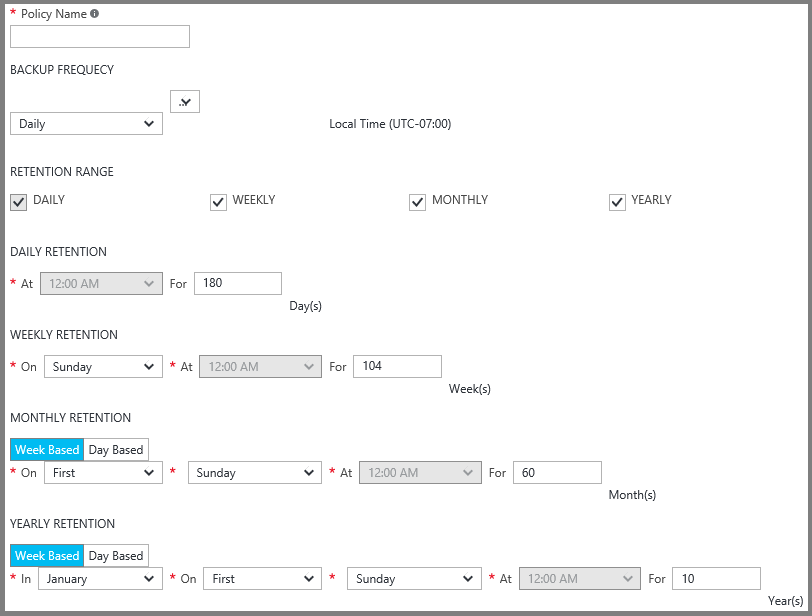 * Policy Name
BACKUP FREQUECY
Daily
Local Time (UTC-07:00)
RETENTION RANGE
DAILY WEEKLY MONTHLY YEARLY
DAILY RETENTION
* At 12:00 AM For 180
Day(s)
WEEKLY RETENTION
* On Sunday * At 12:00 AM For 104
Week(s)
MONTHLY RETENTION
Week Based Day Based
* On First * Sunday * At 12:00 AM For 60
Month(s)
YEARLY RETENTION
Week Based Day Based
* In January * On First * Sunday * At 12:00 AM For 10
Year(s)